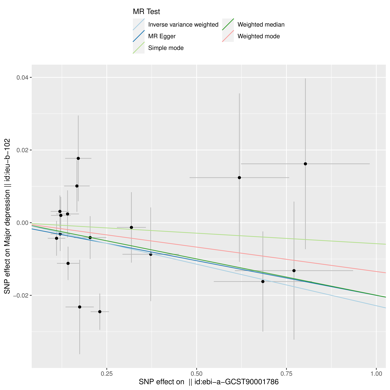 MR Test
Inverse variance weighted
MR Egger
Simple mode
Weighted median
Weighted mode
SNP effect on Major depression || id:ieu-b-102
0.04
0.02
0.00
−0.02
0.25
0.50
0.75
1.00
SNP effect on || id:ebi-a-GCST90001786